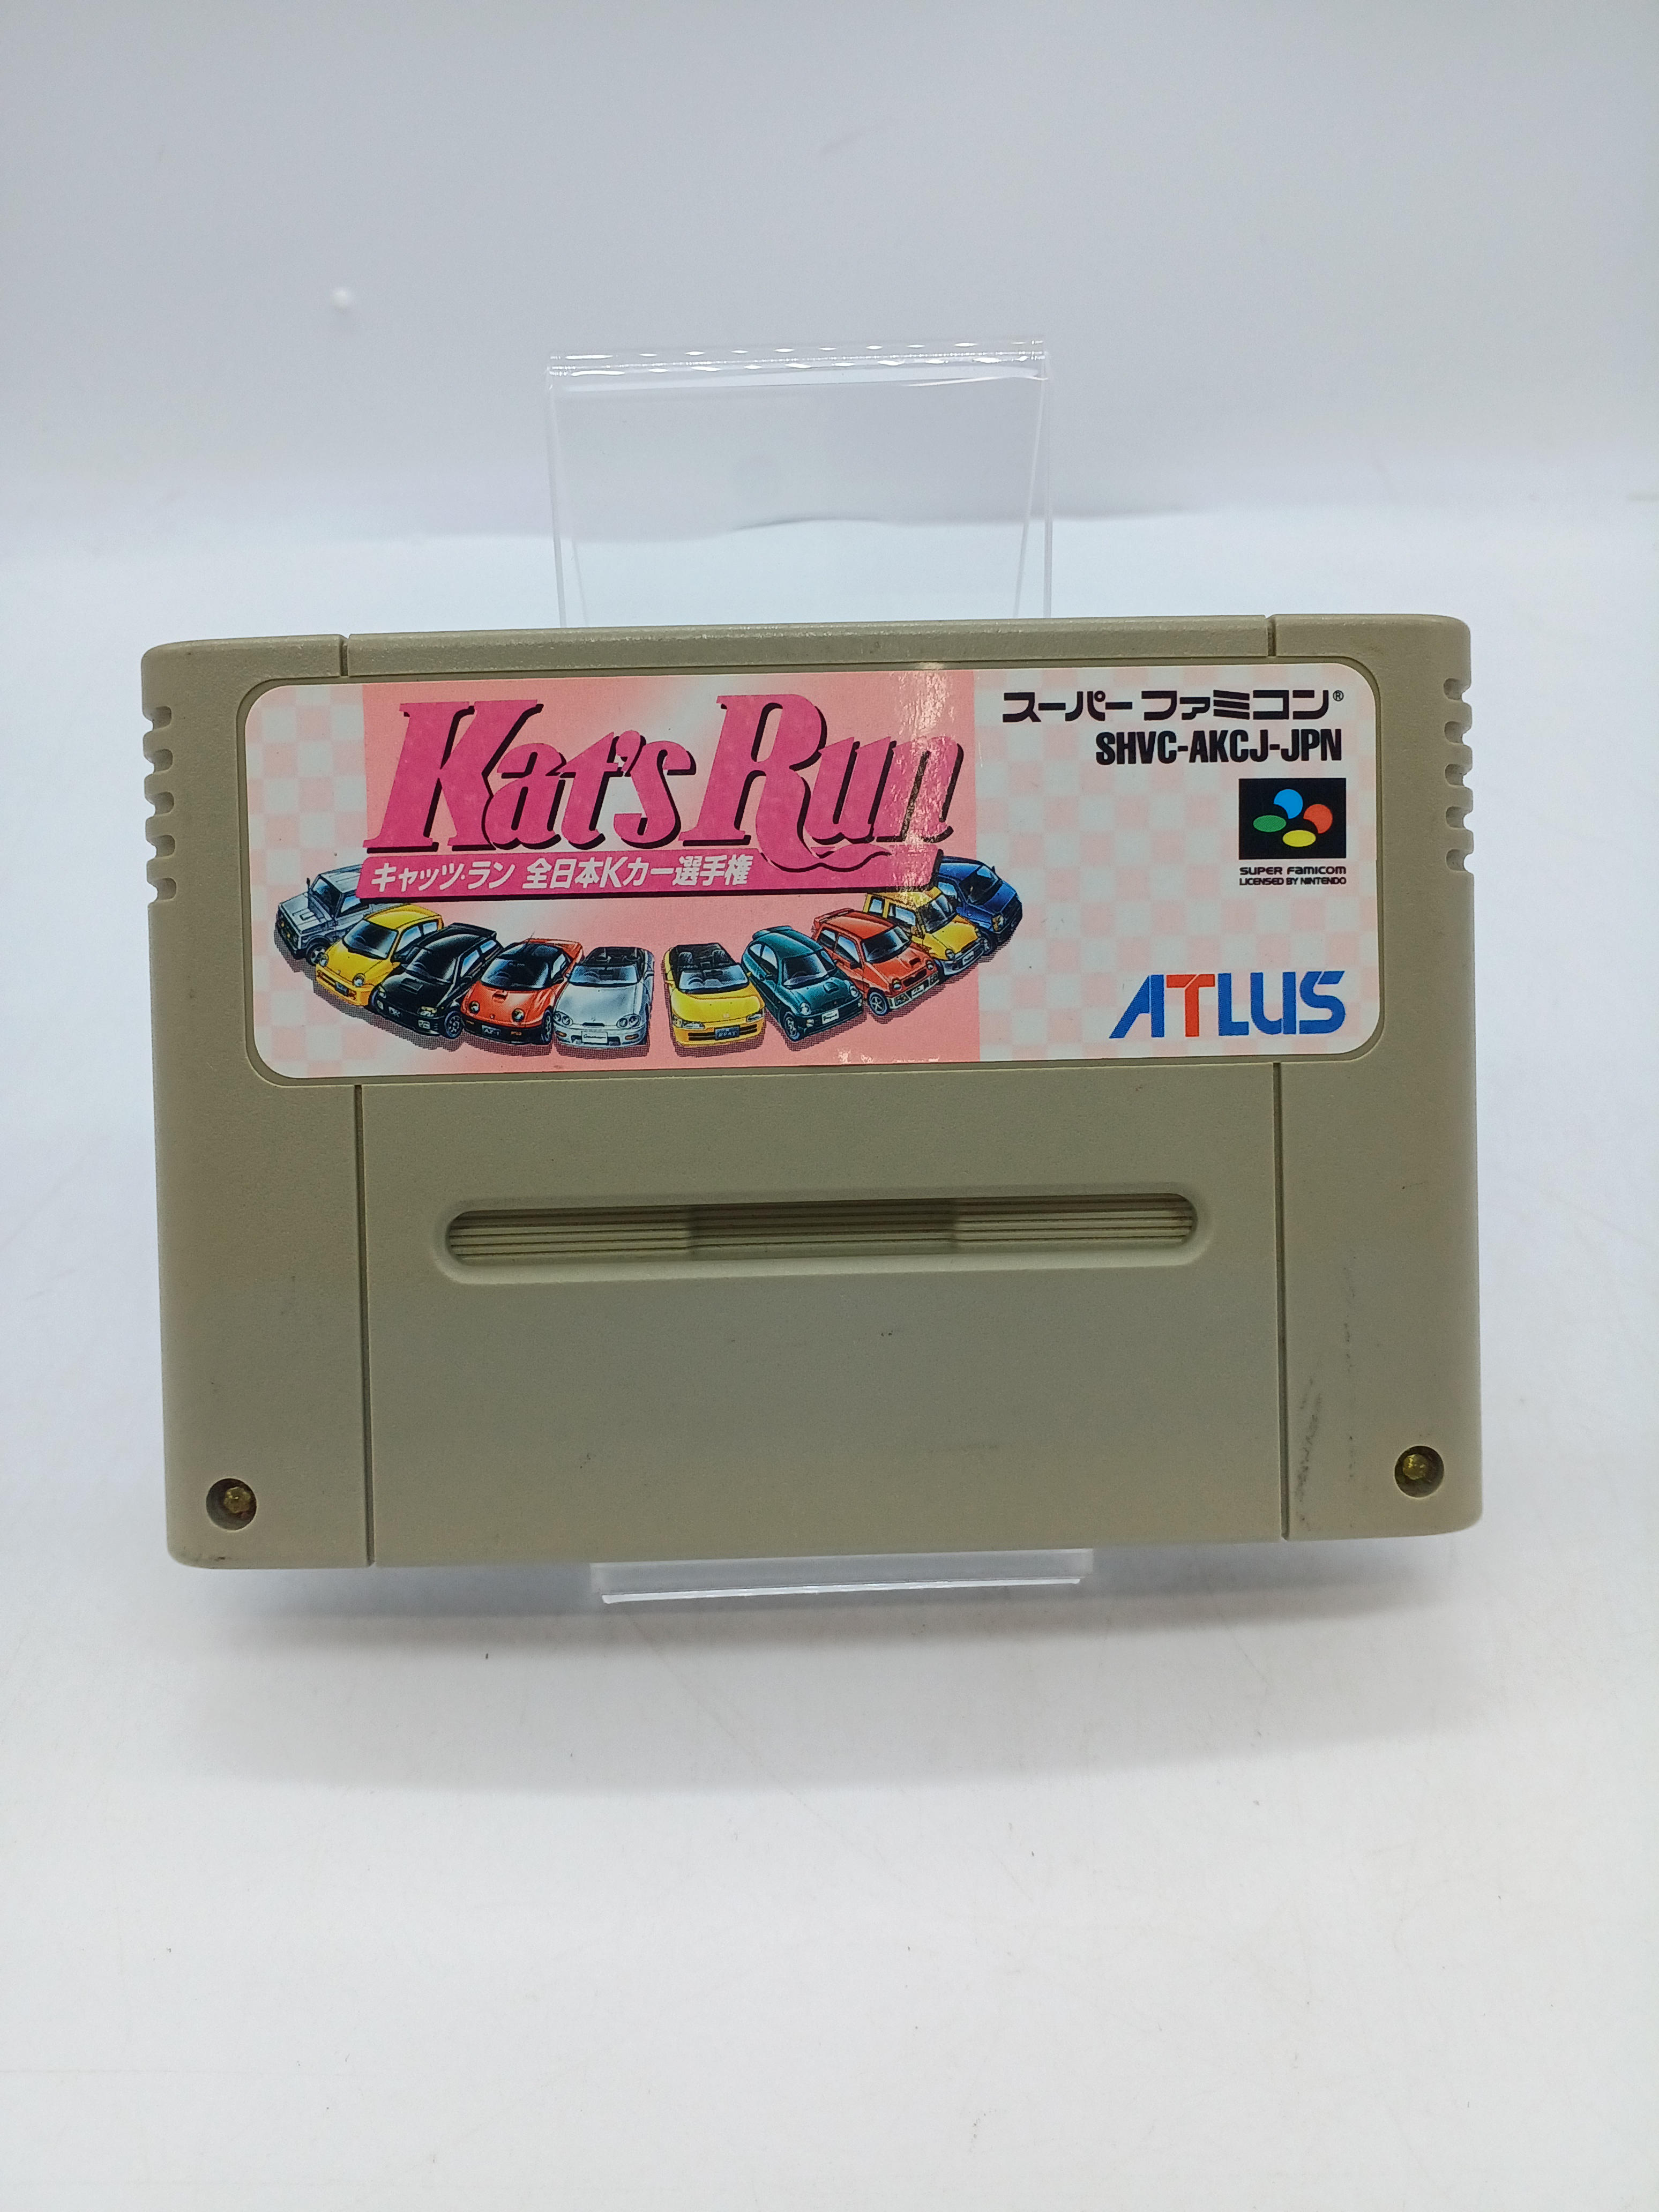 Kat's Run
キャッツ・ラン 全日本Kカー選手権
スーパーファミコン®
SHVC-AKCJ-JPN
SUPER FAMICOM
LICENSED BY NINTENDO
ATLUS